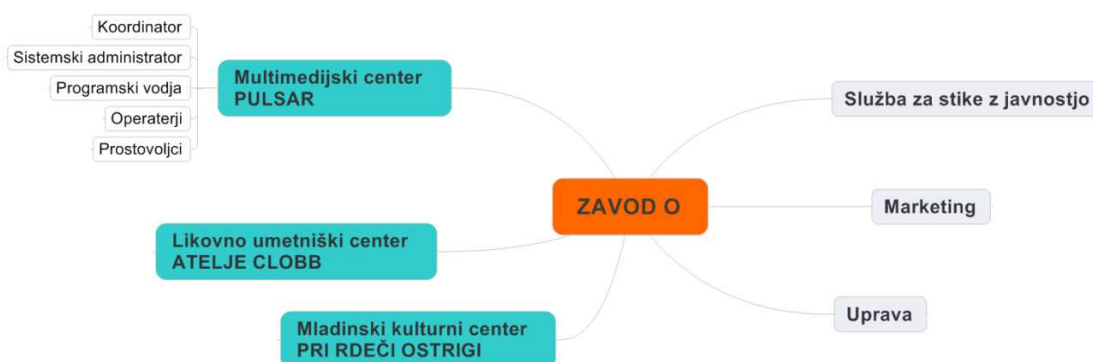 Koordinator
Sistemski administrator
Programski vodja
Operaterji
Prostovoljci
Multimedijski center
PULSAR
Likovno umetniški center
ATELJE CLOBB
Mladinski kulturni center
PRI RDEČI OSTRIGI
ZAVOD O
Služba za stike z javnostjo
Marketing
Uprava